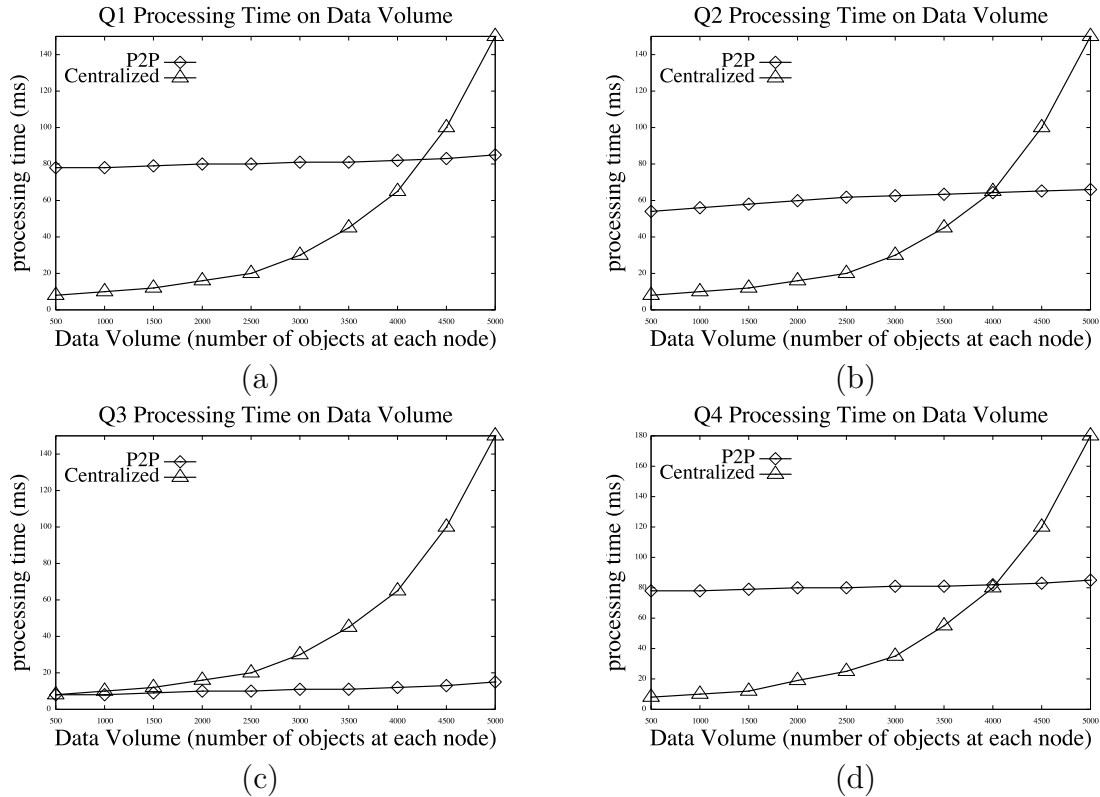 Q1 Processing Time on Data Volume
P2P
Centralized
processing time (ms)
0
20
40
60
80
100
120
140
500 1000 1500 2000 2500 3000 3500 4000 4500 5000
Data Volume (number of objects at each node)
(a)
Q2 Processing Time on Data Volume
P2P
Centralized
processing time (ms)
0
20
40
60
80
100
120
140
500 1000 1500 2000 2500 3000 3500 4000 4500 5000
Data Volume (number of objects at each node)
(b)
Q3 Processing Time on Data Volume
P2P
Centralized
processing time (ms)
0
20
40
60
80
100
120
140
500 1000 1500 2000 2500 3000 3500 4000 4500 5000
Data Volume (number of objects at each node)
(c)
Q4 Processing Time on Data Volume
P2P
Centralized
processing time (ms)
0
20
40
60
80
100
120
140
160
180
500 1000 1500 2000 2500 3000 3500 4000 4500 5000
Data Volume (number of objects at each node)
(d)